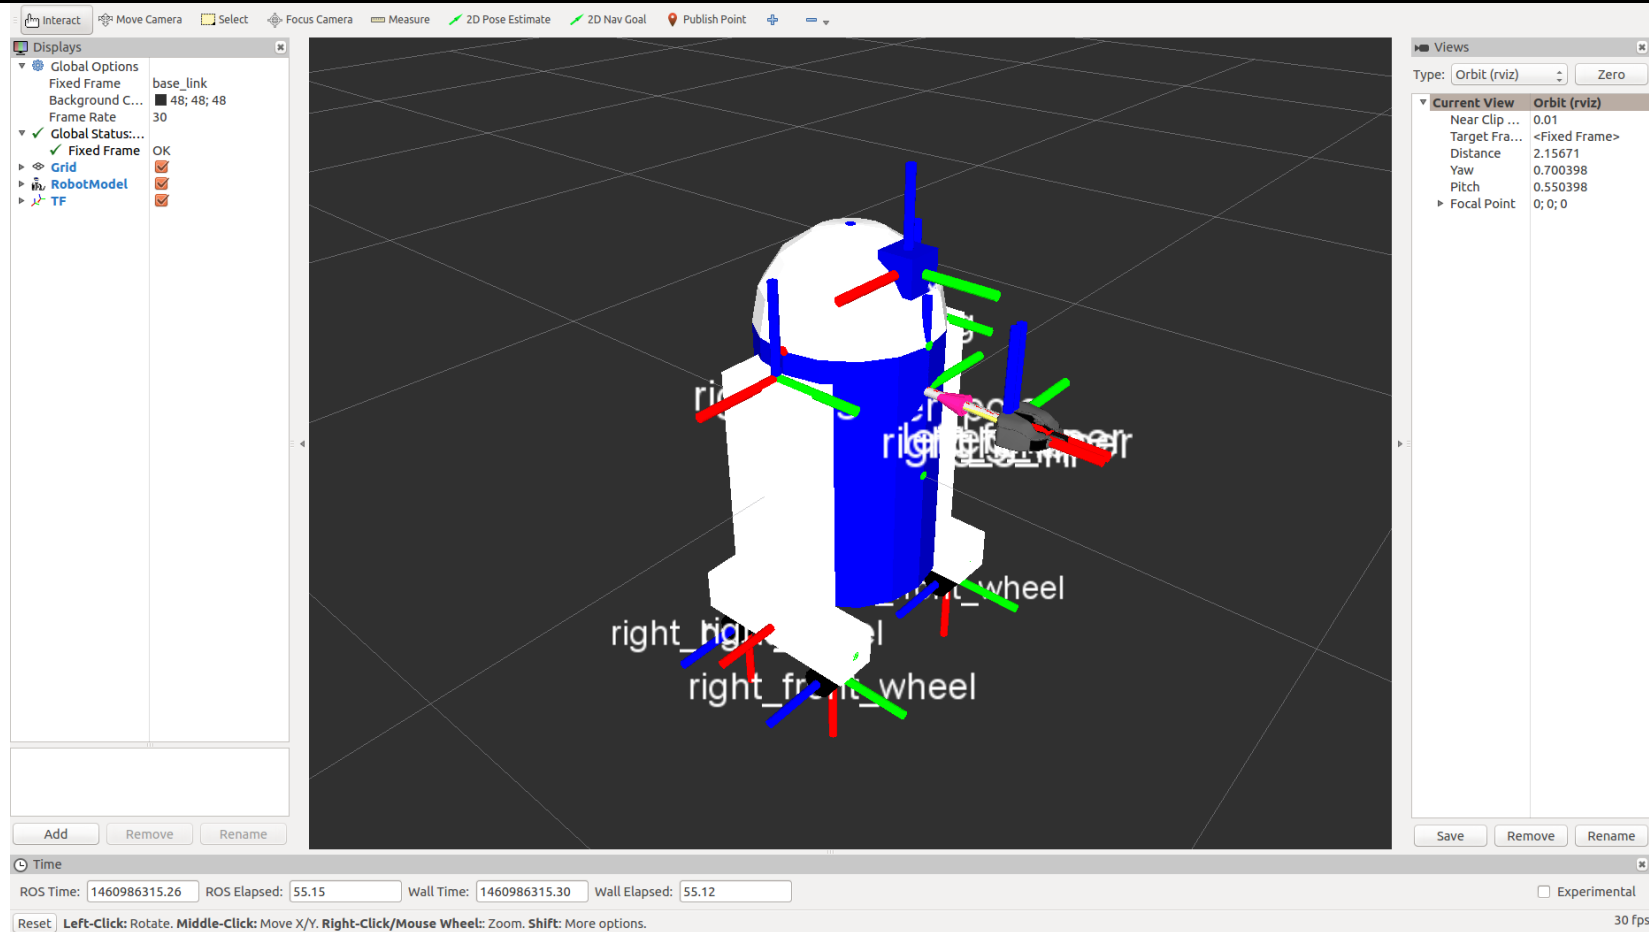 Interact Move Camera Select Focus Camera Measure 2D Pose Estimate 2D Nav Goal Publish Point
Displays
Global Options
Fixed Frame base_link
Background C... 48; 48; 48
Frame Rate 30
Global Status:...
Fixed Frame OK
Grid
RobotModel
TF
Add Remove Rename
right_front_wheel
Views
Type: Orbit (rviz) Zero
Current View Orbit (rviz)
Near Clip ... 0.01
Target Fra... <Fixed Frame>
Distance 2.15671
Yaw 0.700398
Pitch 0.550398
Focal Point 0; 0; 0
Save Remove Rename
Time
ROS Time: 1460986315.26 ROS Elapsed: 55.15 Wall Time: 1460986315.30 Wall Elapsed: 55.12 Experimental
Reset Left-Click: Rotate. Middle-Click: Move X/Y. Right-Click/Mouse Wheel:: Zoom. Shift: More options. 30 fps